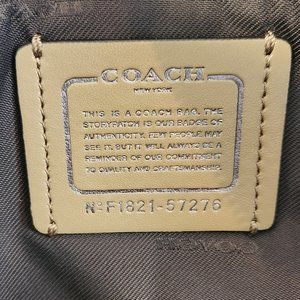 COACH
NEW YORK
THIS IS A COACH BAG. THE
STORYPATCH IS OUR BADGE OF
AUTHENTICITY. FEW PEOPLE MAY
SEE IT, BUT IT WILL ALWAYS BE A
REMINDER OF OUR COMMITMENT
TO QUALITY AND CRAFTSMANSHIP.
Nº F1821-57276